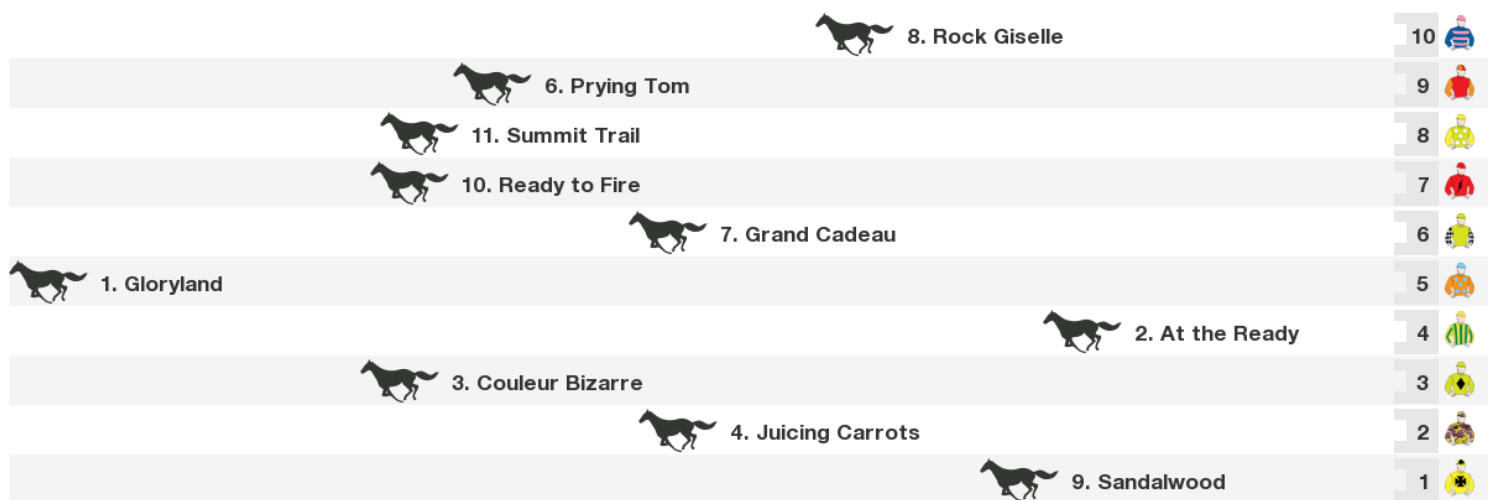 8. Rock Giselle 10
6. Prying Tom 9
11. Summit Trail 8
10. Ready to Fire 7
7. Grand Cadeau 6
1. Gloryland 5
2. At the Ready 4
3. Couleur Bizarre 3
4. Juicing Carrots 2
9. Sandalwood 1